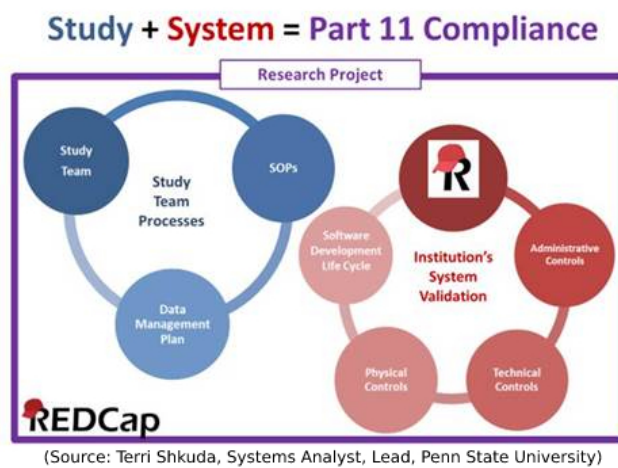 Study + System = Part 11 Compliance
Research Project
Study
Team
Study
Team
Processes
SOPs
Data
Management
Plan
R
Software
Development
Life Cycle
Institution's
System
Validation
Administrative
Controls
Physical
Controls
Technical
Controls
REDCap
(Source: Terri Shkuda, Systems Analyst, Lead, Penn State University)